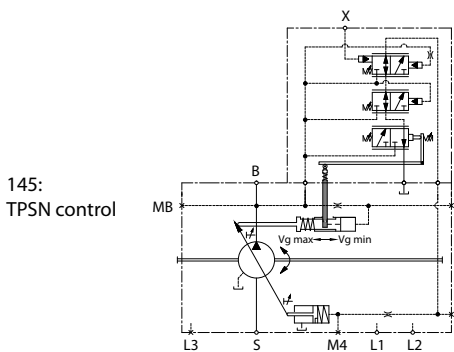 X
145:
TPSN control
B
MB
Vg max
Vg min
L3
S
M4
L1
L2